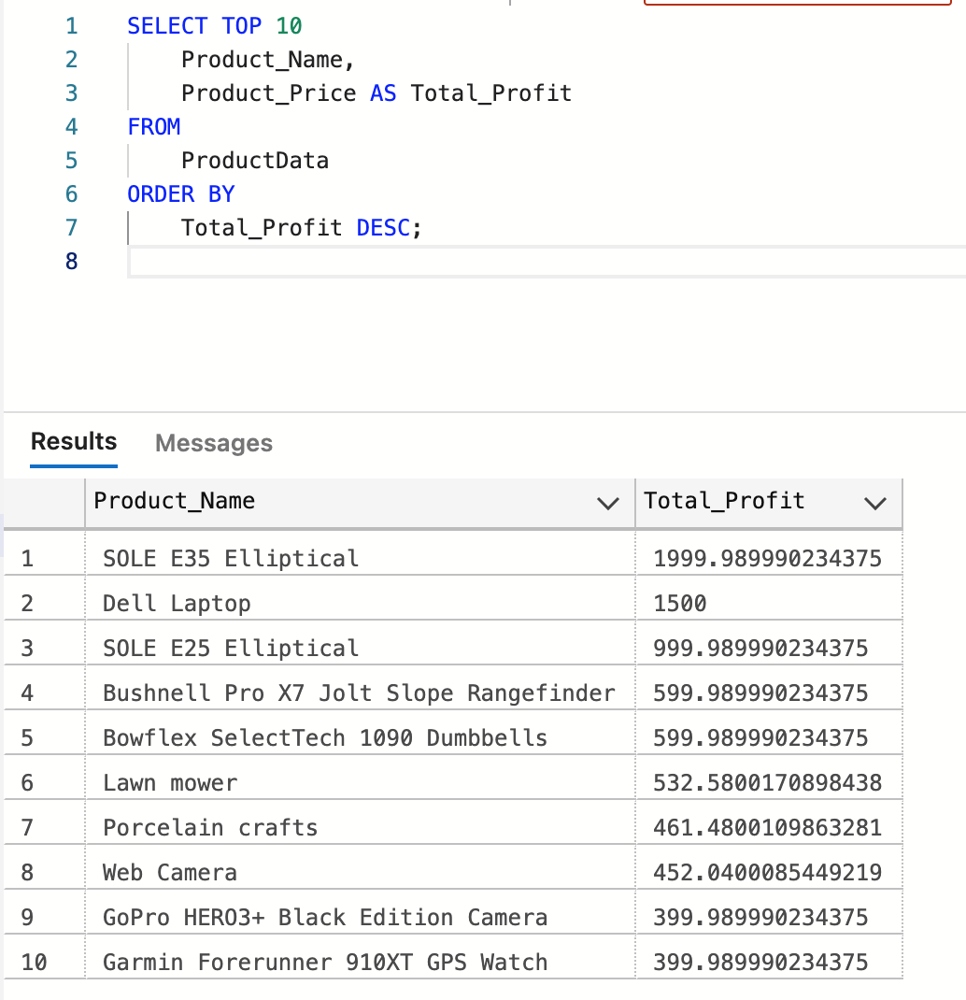 1 SELECT TOP 10
2 Product_Name,
3 Product_Price AS Total_Profit
4 FROM
5 ProductData
6 ORDER BY
7 Total_Profit DESC;
8
Results Messages
Product_Name Total_Profit
1 SOLE E35 Elliptical 1999.989990234375
2 Dell Laptop 1500
3 SOLE E25 Elliptical 999.989990234375
4 Bushnell Pro X7 Jolt Slope Rangefinder 599.989990234375
5 Bowflex SelectTech 1090 Dumbbells 599.989990234375
6 Lawn mower 532.5800170898438
7 Porcelain crafts 461.4800109863281
8 Web Camera 452.0400085449219
9 GoPro HERO3+ Black Edition Camera 399.989990234375
10 Garmin Forerunner 910XT GPS Watch 399.989990234375